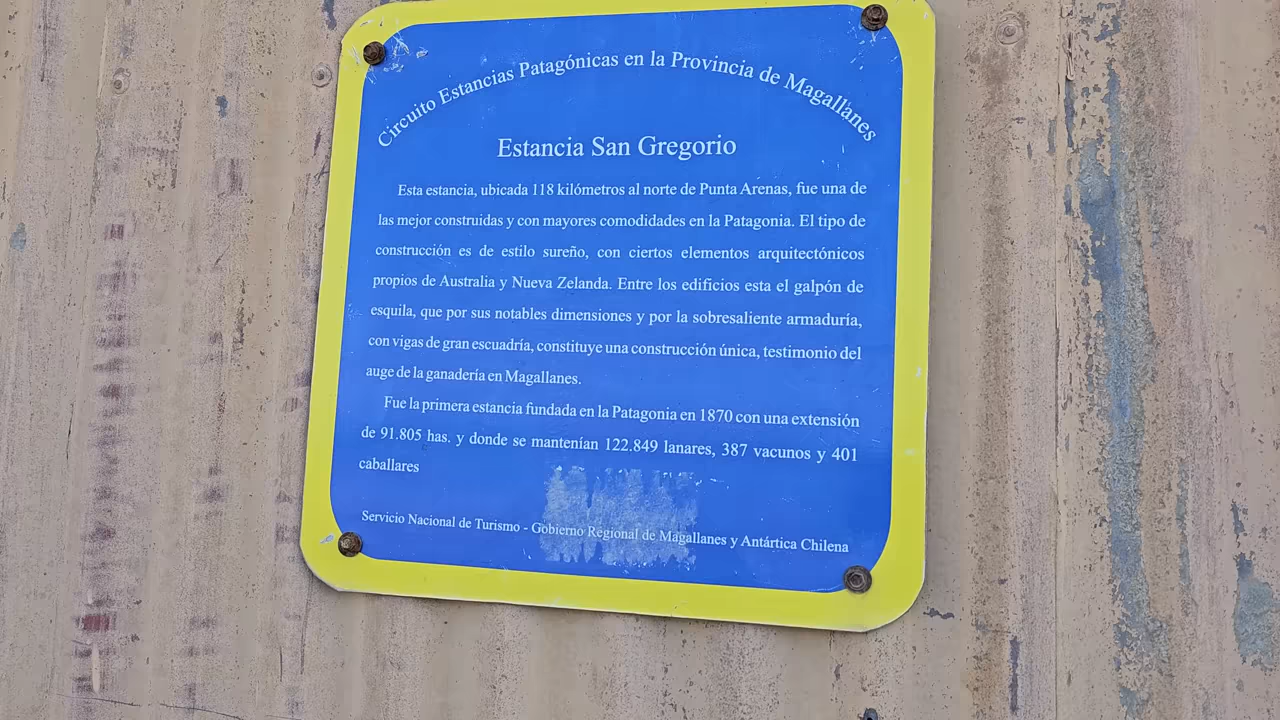 Circuito Estancias Patagónicas en la Provincia de Magallanes
Estancia San Gregorio
Esta estancia, ubicada 118 kilómetros al norte de Punta Arenas, fue una de
las mejor construidas y con mayores comodidades en la Patagonia. El tipo de
construcción es de estilo sureño, con ciertos elementos arquitectónicos
propios de Australia y Nueva Zelanda. Entre los edificios esta el galpón de
esquila, que por sus notables dimensiones y por la sobresaliente armaduría,
con vigas de gran escuadría, constituye una construcción única, testimonio del
auge de la ganadería en Magallanes.
Fue la primera estancia fundada en la Patagonia en 1870 con una extensión
de 91.805 has. y donde se mantenían 122.849 lanares, 387 vacunos y 401
caballares
Servicio Nacional de Turismo - Gobierno Regional de Magallanes y Antártica Chilena